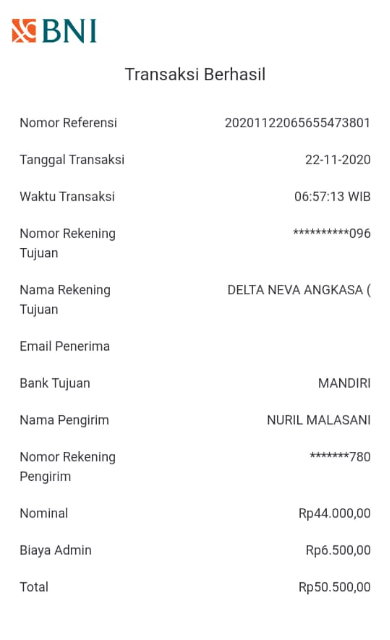 BNI
Transaksi Berhasil
Nomor Referensi 20201122065655473801
Tanggal Transaksi 22-11-2020
Waktu Transaksi 06:57:13 WIB
Nomor Rekening Tujuan **********096
Nama Rekening Tujuan DELTA NEVA ANGKASA (
Email Penerima
Bank Tujuan MANDIRI
Nama Pengirim NURIL MALASANI
Nomor Rekening Pengirim *******780
Nominal Rp44.000,00
Biaya Admin Rp6.500,00
Total Rp50.500,00